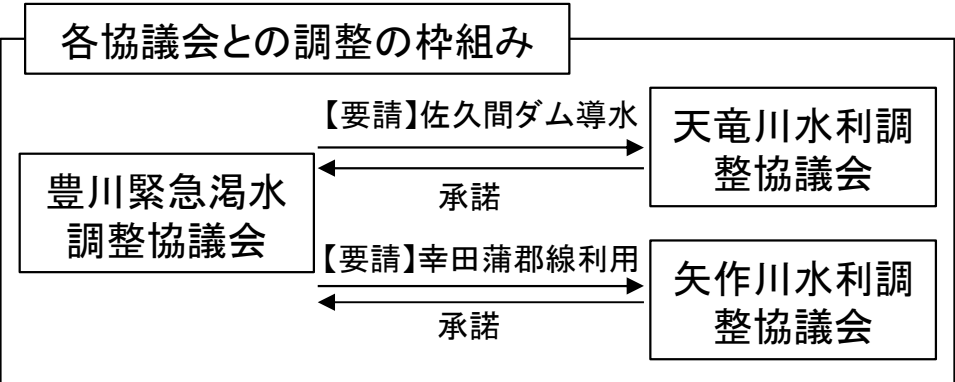 各協議会との調整の枠組み
【要請】佐久間ダム導水
承諾
天竜川水利調
整協議会
豊川緊急渇水
調整協議会
【要請】幸田蒲郡線利用
承諾
矢作川水利調
整協議会